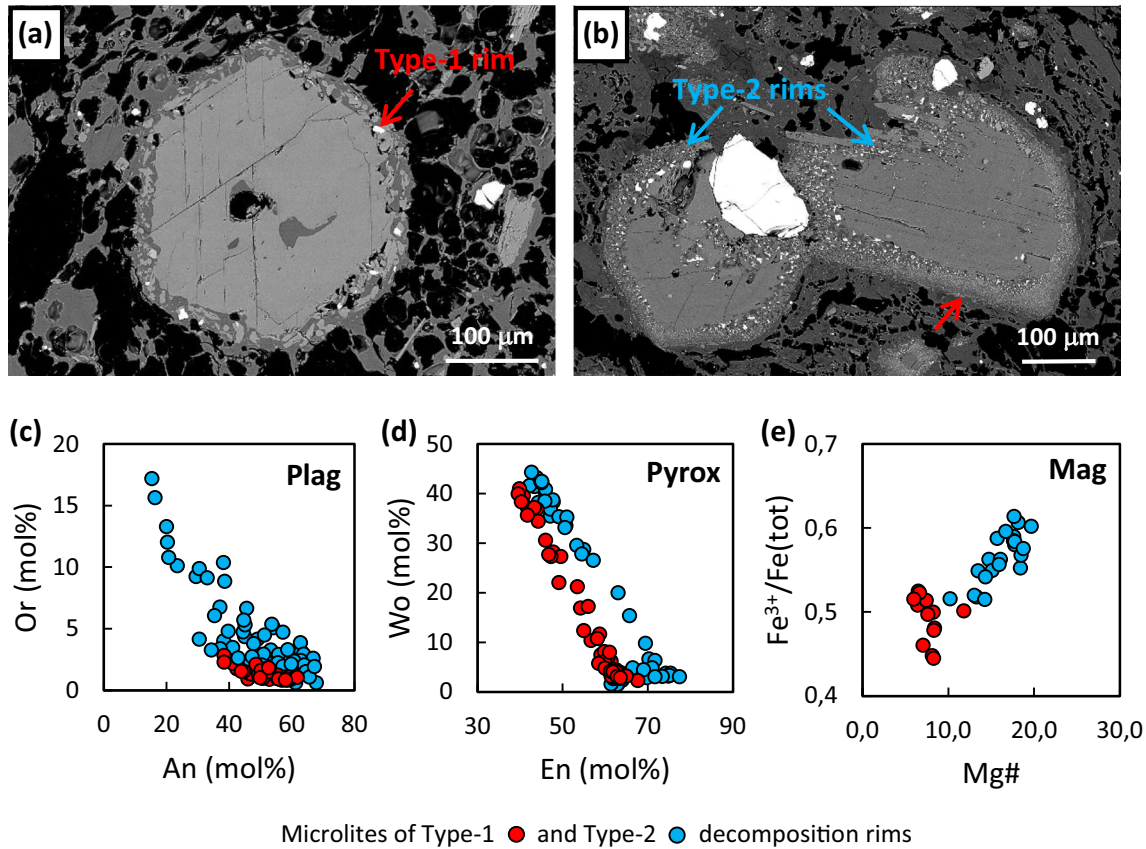 (a)
Type-1 rim
100 μm
(b)
Type-2 rims
100 μm
(c)
Plag
Or (mol%)
20
15
10
5
0
0 20 40 60 80
An (mol%)
(d)
Pyrox
Wo (mol%)
50
40
30
20
10
0
30 50 70 90
En (mol%)
(e)
Mag
Fe³⁺/Fe(tot)
0,7
0,6
0,5
0,4
0,0 10,0 20,0 30,0
Mg#
Microlites of Type-1 and Type-2 decomposition rims